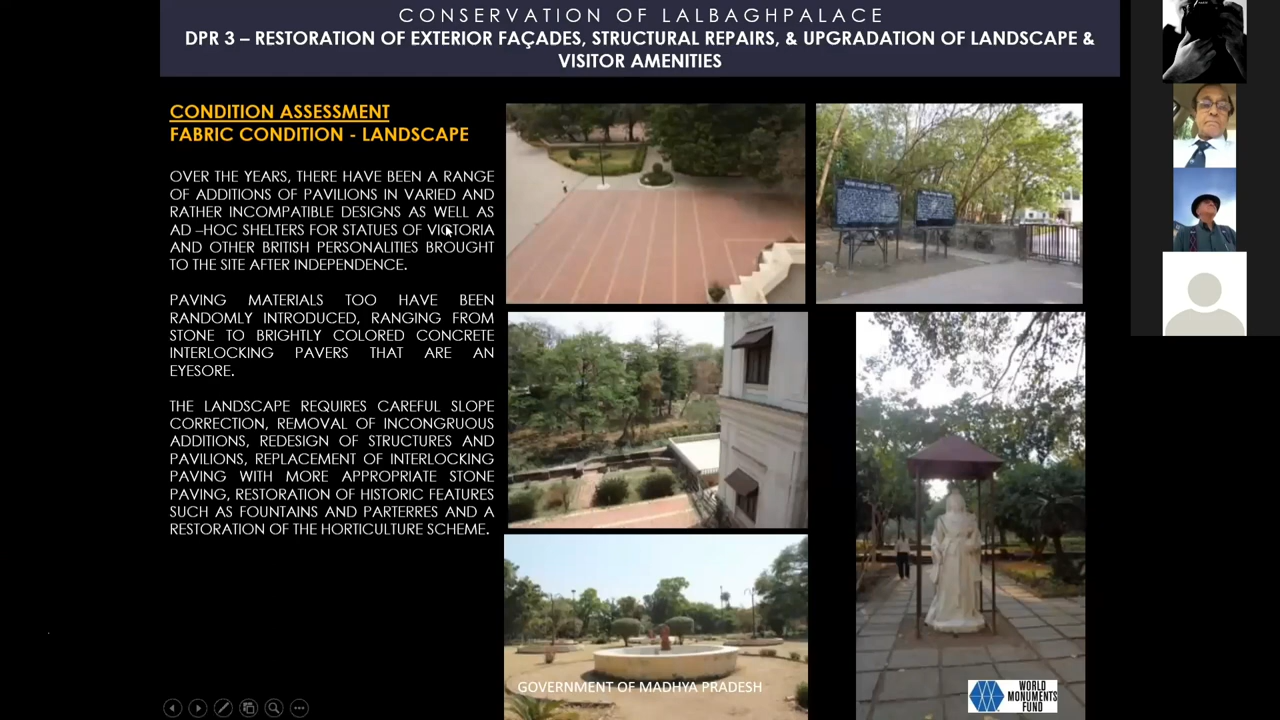 CONSERVATION OF LALBAGHPALACE
DPR 3 – RESTORATION OF EXTERIOR FAÇADES, STRUCTURAL REPAIRS, & UPGRADATION OF LANDSCAPE &
VISITOR AMENITIES
CONDITION ASSESSMENT
FABRIC CONDITION - LANDSCAPE
OVER THE YEARS, THERE HAVE BEEN A RANGE
OF ADDITIONS OF PAVILIONS IN VARIED AND
RATHER INCOMPATIBLE DESIGNS AS WELL AS
AD –HOC SHELTERS FOR STATUES OF VICTORIA
AND OTHER BRITISH PERSONALITIES BROUGHT
TO THE SITE AFTER INDEPENDENCE.
PAVING MATERIALS TOO HAVE BEEN
RANDOMLY INTRODUCED, RANGING FROM
STONE TO BRIGHTLY COLORED CONCRETE
INTERLOCKING PAVERS THAT ARE AN
EYESORE.
THE LANDSCAPE REQUIRES CAREFUL SLOPE
CORRECTION, REMOVAL OF INCONGRUOUS
ADDITIONS, REDESIGN OF STRUCTURES AND
PAVILIONS, REPLACEMENT OF INTERLOCKING
PAVING WITH MORE APPROPRIATE STONE
PAVING, RESTORATION OF HISTORIC FEATURES
SUCH AS FOUNTAINS AND PARTERRES AND A
RESTORATION OF THE HORTICULTURE SCHEME.
GOVERNMENT OF MADHYA PRADESH
WORLD
MONUMENTS
FUND